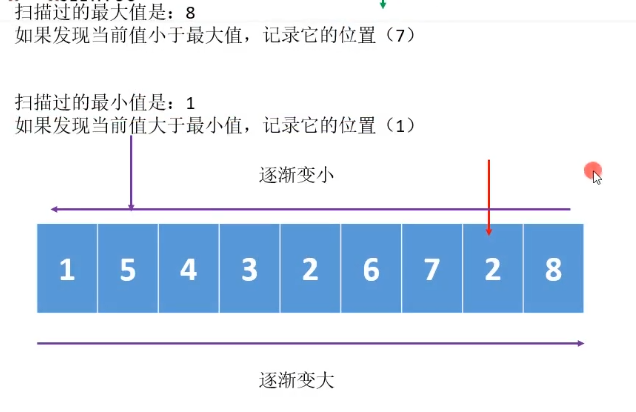 扫描过的最大值是：8
如果发现当前值小于最大值，记录它的位置（7）
扫描过的最小值是：1
如果发现当前值大于最小值，记录它的位置（1）
逐渐变小
1 5 4 3 2 6 7 2 8
逐渐变大